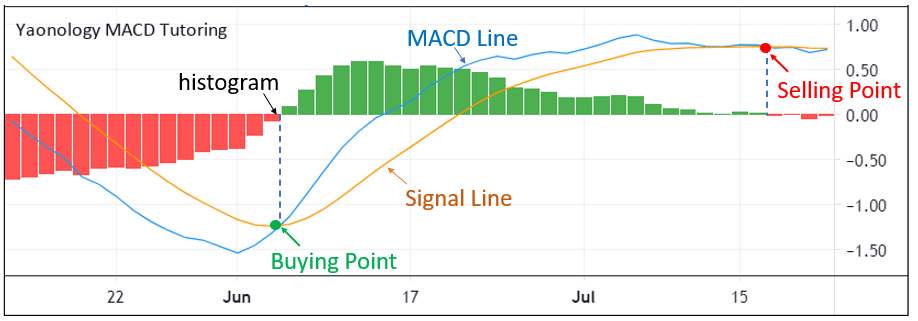 Yaonology MACD Tutoring
MACD Line
histogram
Selling Point
Signal Line
Buying Point
1.00
0.50
0.00
−0.50
−1.00
−1.50
22
Jun
17
Jul
15